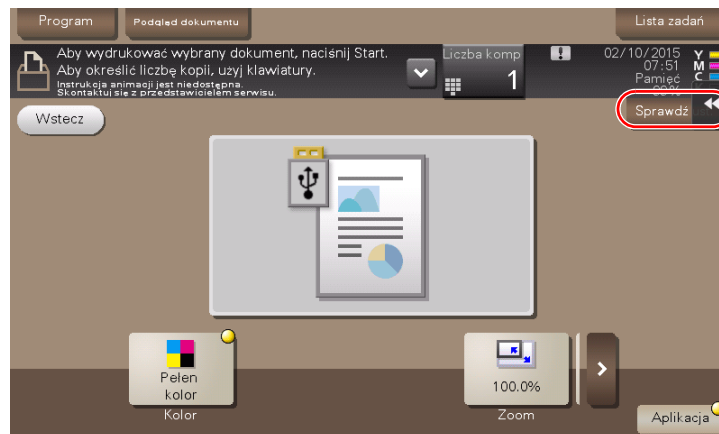 Program
Podgląd dokumentu
Lista zadań
Aby wydrukować wybrany dokument, naciśnij Start.
Aby określić liczbę kopii, użyj klawiatury.
Instrukcja animacji jest niedostępna.
Skontaktuj się z przedstawicielem serwisu.
Liczba komp
1
02/10/2015
07:51
Pamięć
Y
M
C
Sprawdź
Wstecz
Pełen
kolor
Kolor
100.0%
Zoom
Aplikacja